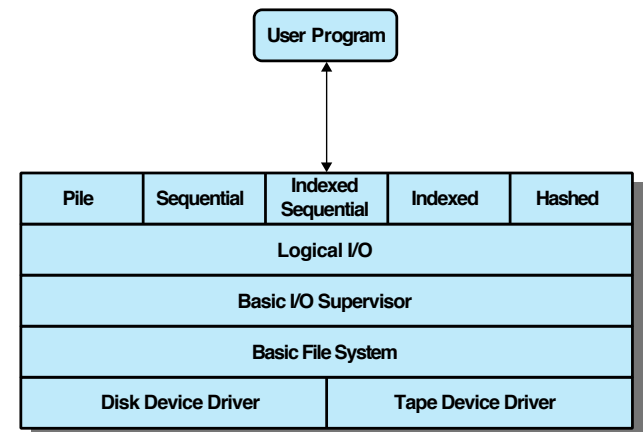 User Program
Pile
Sequential
Indexed
Sequential
Indexed
Hashed
Logical I/O
Basic I/O Supervisor
Basic File System
Disk Device Driver
Tape Device Driver